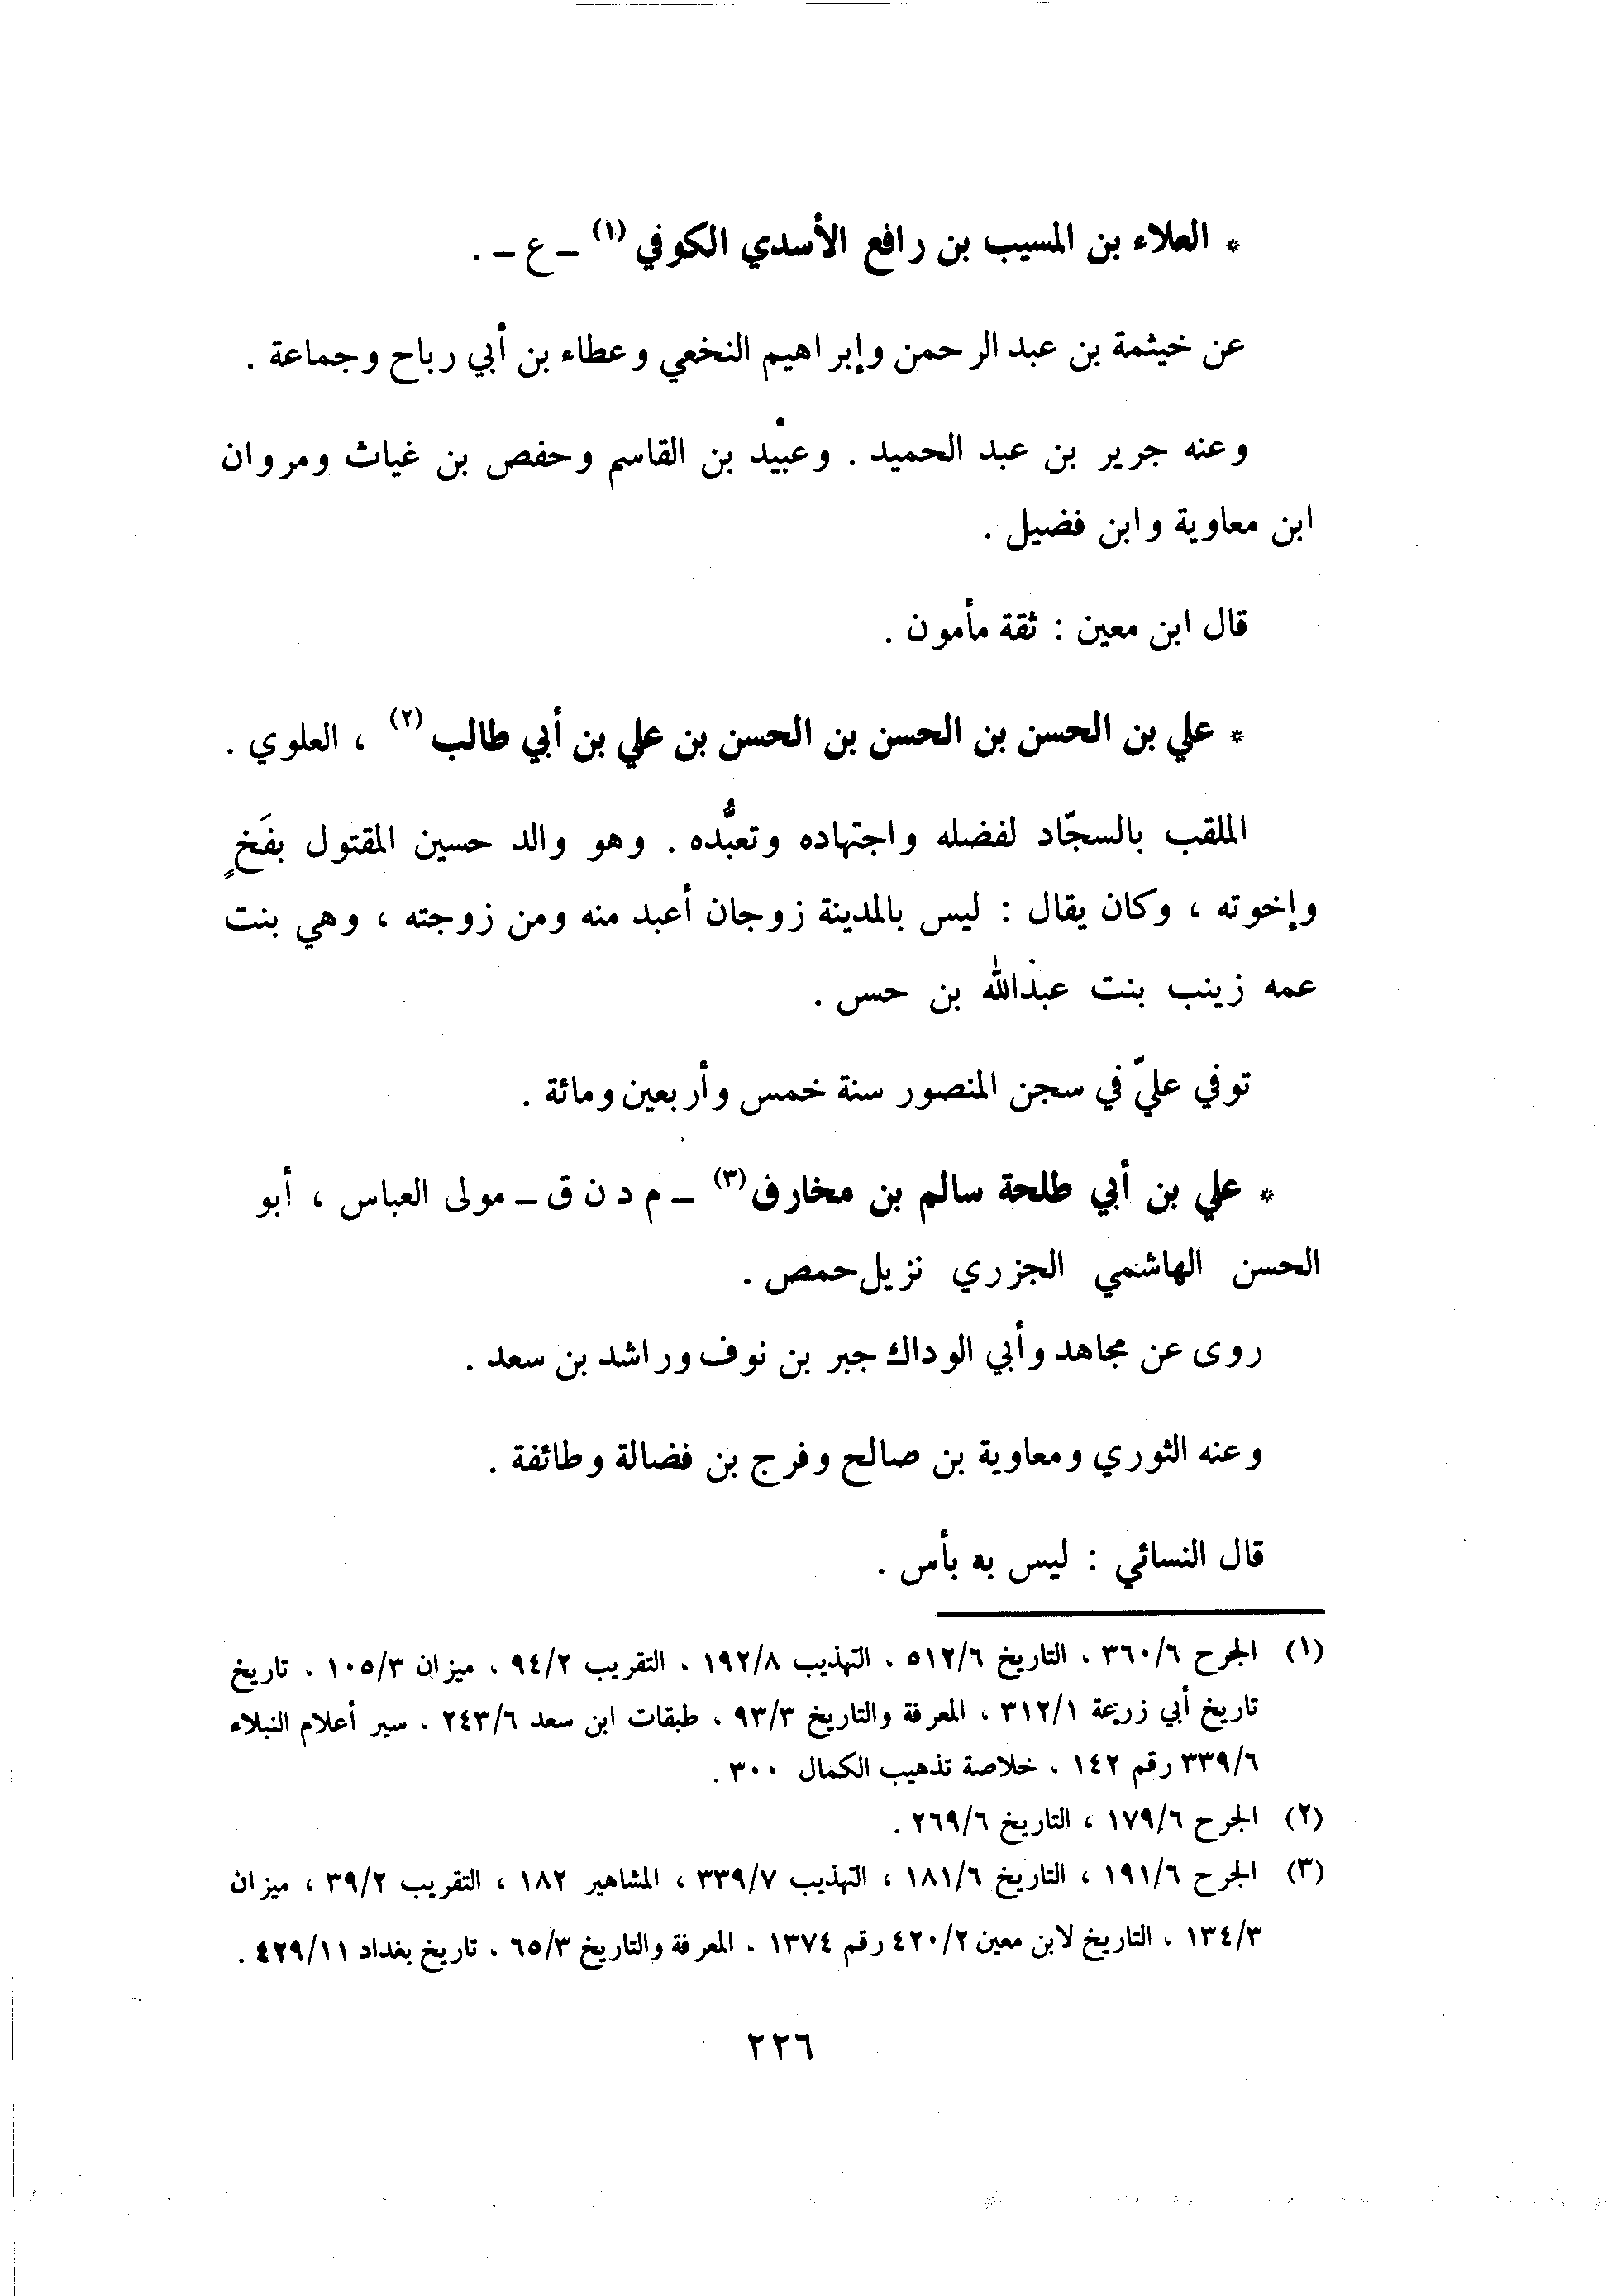 * العلاء بن المسيب بن رافع الأسدي الكوفي (١) ـ ع ـ .
عن خيثمة بن عبد الرحمن وإبراهيم النخعي وعطاء بن أبي رباح وجماعة .
وعنه جرير بن عبد الحميد . وعبيد بن القاسم وحفص بن غياث ومروان
ابن معاوية وابن فضيل .
قال ابن معين : ثقة مأمون .
* علي بن الحسن بن الحسن بن الحسن بن علي بن أبي طالب (٢) ، العلوي .
الملقب بالسجّاد لفضله واجتهاده وتعبُّده . وهو والد حسين المقتول بفَخٍ
وإخوته ، وكان يقال : ليس بالمدينة زوجان أعبد منه ومن زوجته ، وهي بنت
عمه زينب بنت عبدالله بن حسن .
توفي عليّ في سجن المنصور سنة خمس وأربعين ومائة .
* علي بن أبي طلحة سالم بن مخارق (٣) ـ م د ن ق ـ مولى العباس ، أبو
الحسن الهاشمي الجزري نزيل حمص .
روى عن مجاهد وأبي الوداك جبر بن نوف وراشد بن سعد .
وعنه الثوري ومعاوية بن صالح وفرج بن فضالة وطائفة .
قال النسائي : ليس به بأس .
(١) الجرح ٣٦٠/٦ ، التاريخ ٥١٢/٦ . التهذيب ١٩٢/٨ ، التقريب ٩٤/٢ ، ميزان ١٠٥/٣ . تاريخ
تاريخ أبي زرعة ٣١٢/١ ، المعرفة والتاريخ ٩٣/٣ . طبقات ابن سعد ٢٤٣/٦ . سير أعلام النبلاء
٣٣٩/٦ رقم ١٤٢ . خلاصة تذهيب الكمال ٣٠٠ .
(٢) الجرح ١٧٩/٦ ، التاريخ ٢٦٩/٦ .
(٣) الجرح ١٩١/٦ ، التاريخ ١٨١/٦ ، التهذيب ٣٣٩/٧ ، المشاهير ١٨٢ ، التقريب ٣٩/٢ ، ميزان
١٣٤/٣ . التاريخ لابن معين ٤٢٠/٢ رقم ١٣٧٤ . المعرفة والتاريخ ٦٥/٣ . تاريخ بغداد ٤٢٩/١١ .
٢٢٦